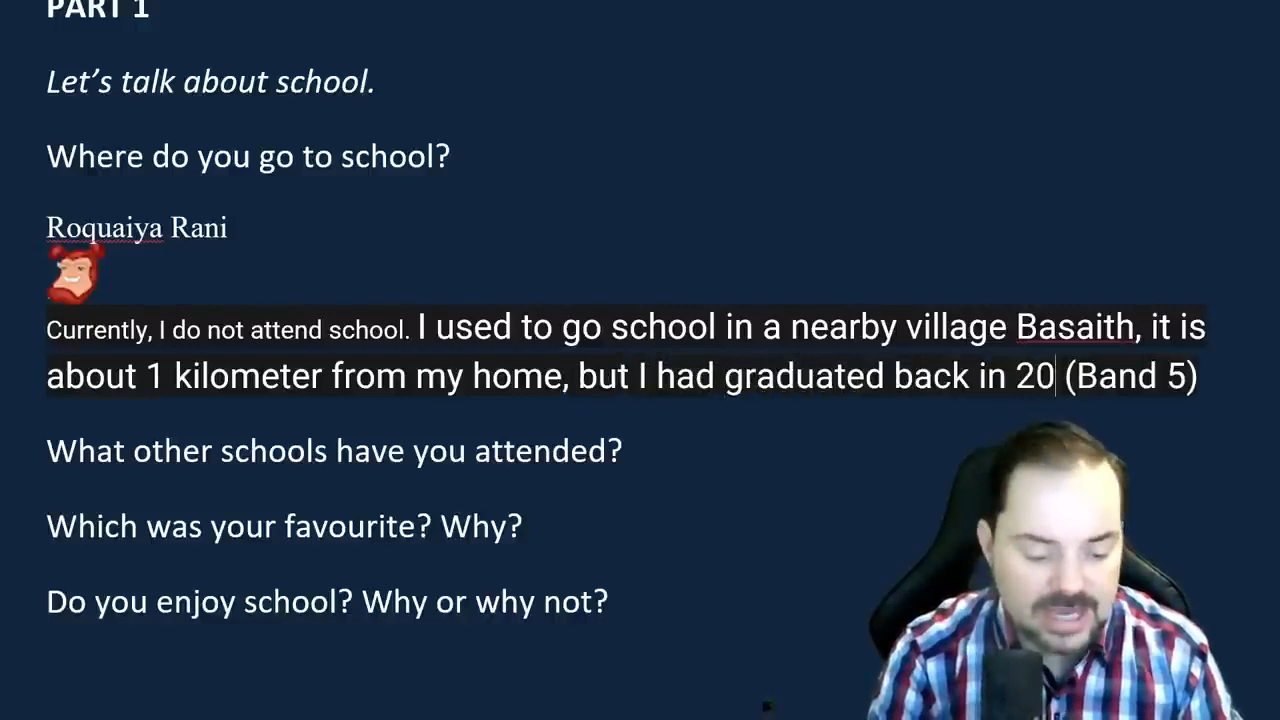 PART 1
Let's talk about school.
Where do you go to school?
Roquaiya Rani
Currently, I do not attend school. I used to go school in a nearby village Basaith, it is
about 1 kilometer from my home, but I had graduated back in 20 (Band 5)
What other schools have you attended?
Which was your favourite? Why?
Do you enjoy school? Why or why not?